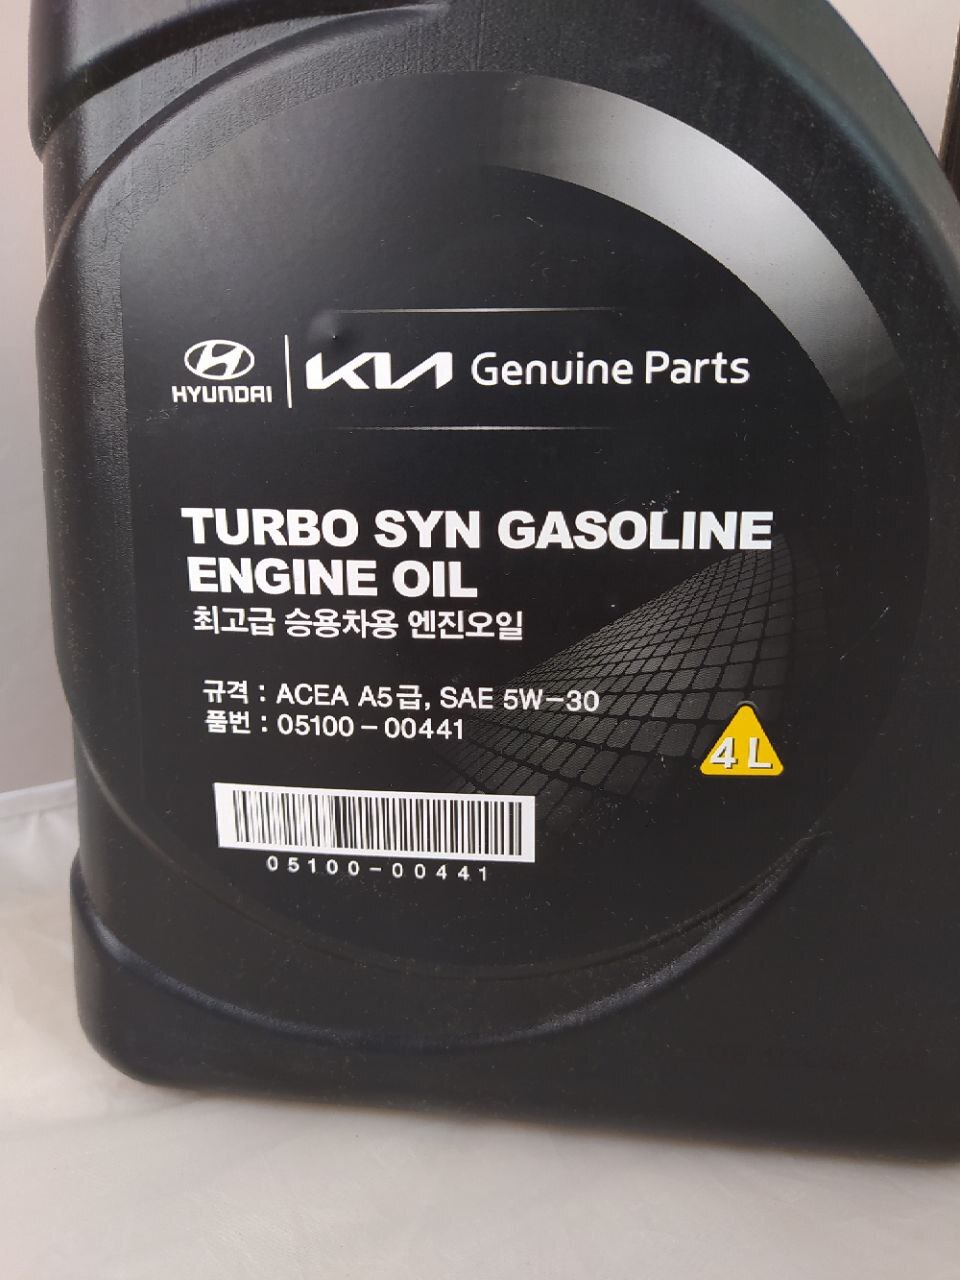 HYUNDAI KIA Genuine Parts
TURBO SYN GASOLINE
ENGINE OIL
최고급 승용차용 엔진오일
규격 : ACEA A5급, SAE 5W-30
품번 : 05100-00441
4 L
05100-00441